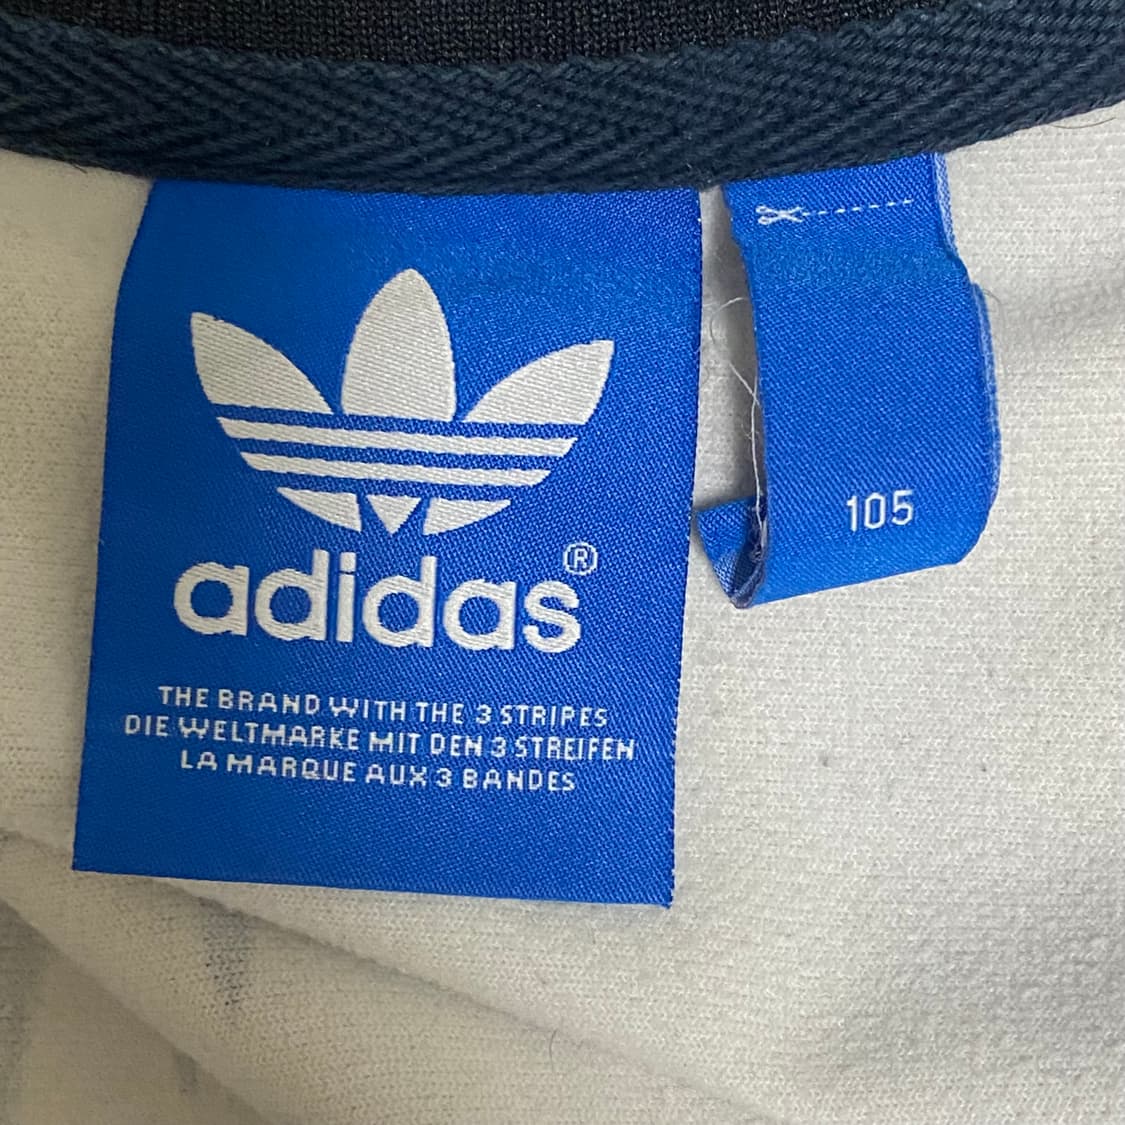 adidas®
THE BRAND WITH THE 3 STRIPES
DIE WELTMARKE MIT DEN 3 STREIFEN
LA MARQUE AUX 3 BANDES
105